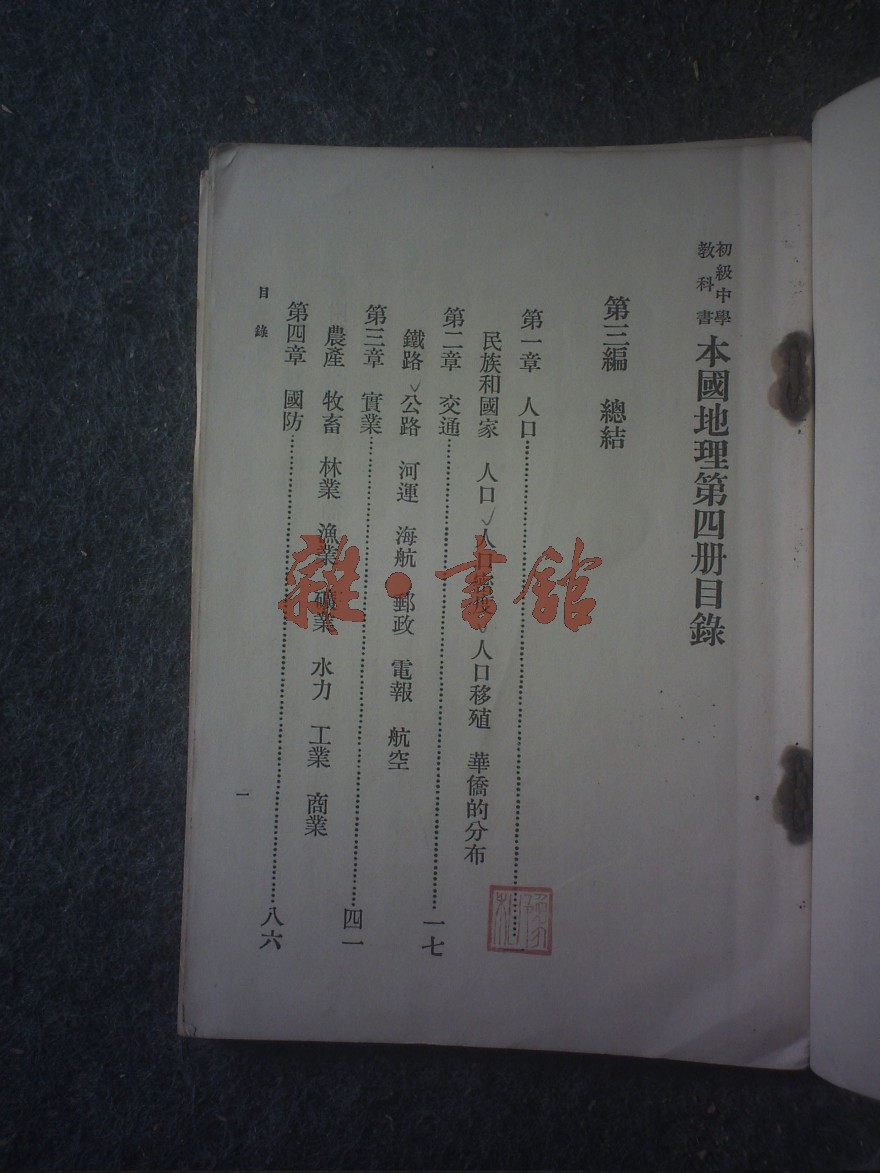 初級中學
教科書
本國地理第四册目錄
第三編　總結
第一章　人口
民族和國家　人口　人口密度　人口移殖　華僑的分布
第二章　交通……一七
鐵路　公路　河運　海航　郵政　電報　航空
第三章　實業……四一
農產　牧畜　林業　漁業　礦業　水力　工業　商業
第四章　國防……八六
目錄
一
雜·書館